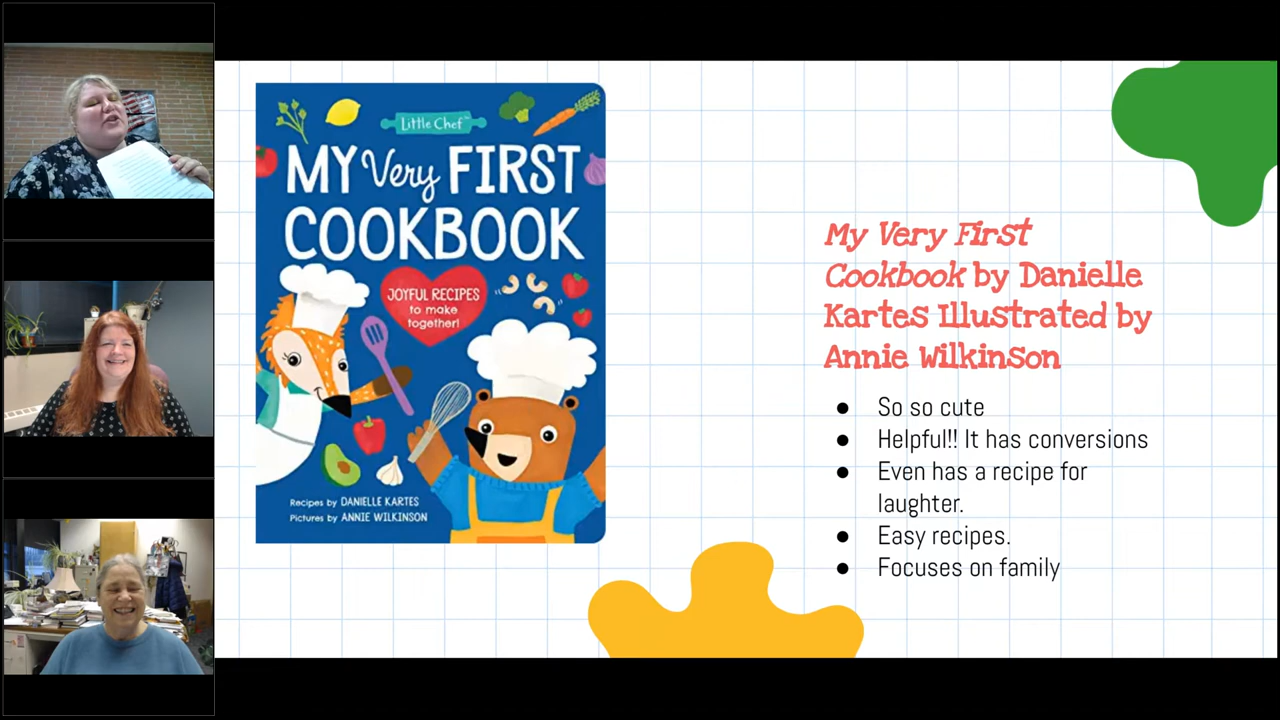 Little Chef™
MY Very FIRST
COOKBOOK
JOYFUL RECIPES
to make
together!
Recipes by DANIELLE KARTES
Pictures by ANNIE WILKINSON
My Very First
Cookbook by Danielle
Kartes Illustrated by
Annie Wilkinson
● So so cute
● Helpful!! It has conversions
● Even has a recipe for
laughter.
● Easy recipes.
● Focuses on family